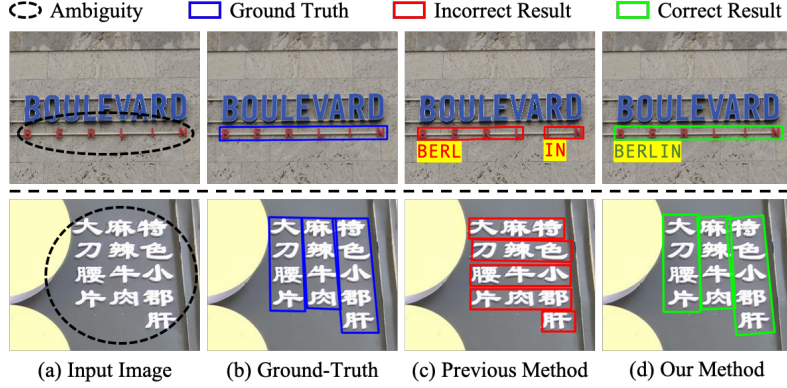 Ambiguity
Ground Truth
Incorrect Result
Correct Result
BOULEVARD
BERLIN
BOULEVARD
BERLIN
BOULEVARD
BERLIN
BERL
IN
BOULEVARD
BERLIN
BERLIN
特色小郡肝
麻辣牛肉
大刀腰片
特色小郡肝
麻辣牛肉
大刀腰片
特色小郡肝
麻辣牛肉
大刀腰片
特色小郡肝
麻辣牛肉
大刀腰片
(a) Input Image
(b) Ground-Truth
(c) Previous Method
(d) Our Method